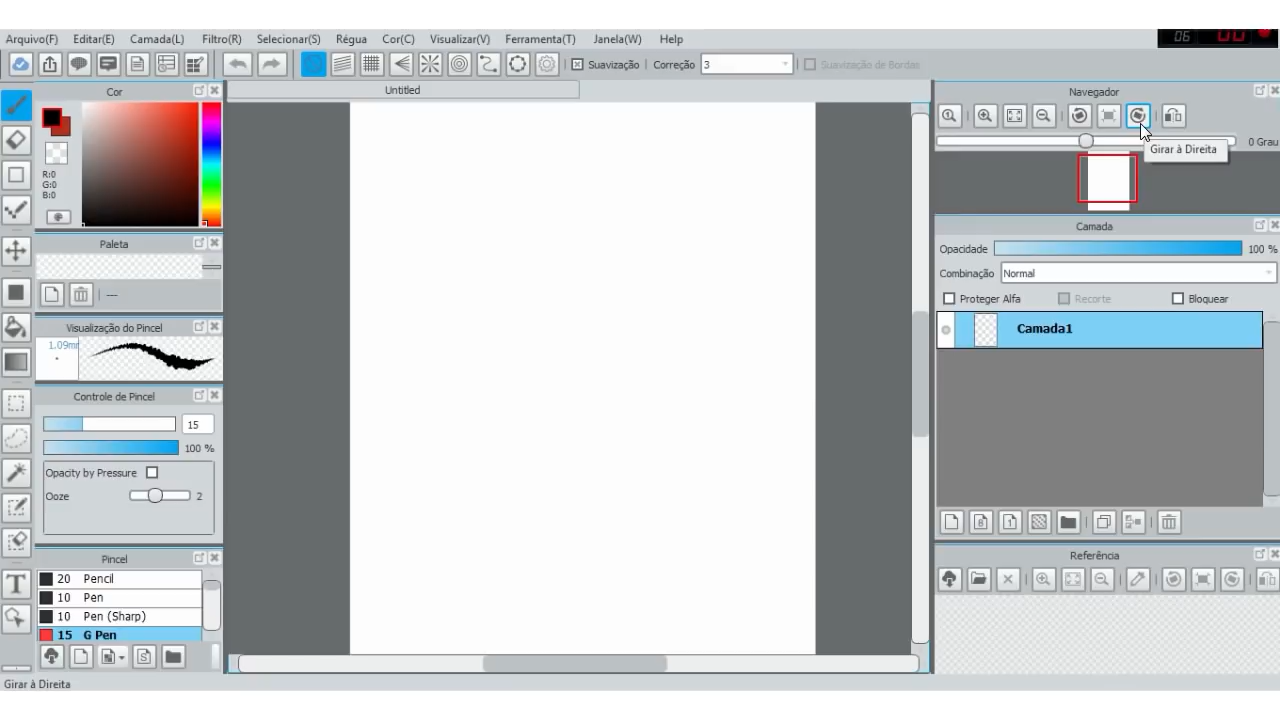 Arquivo(F) Editar(E) Camada(L) Filtro(R) Selecionar(S) Régua Cor(C) Visualizar(V) Ferramenta(T) Janela(W) Help
06 00
Suavização Correção 3 Suavização de Bordas
Cor
Untitled
Navegador
R:0
G:0
B:0
0 Grau
Girar à Direita
Paleta
---
Camada
Opacidade 100 %
Combinação Normal
Proteger Alfa Recorte Bloquear
Camada1
Visualização do Pincel
1.09m
Controle de Pincel
15
100 %
Opacity by Pressure
Ooze 2
Pincel
20 Pencil
10 Pen
10 Pen (Sharp)
15 G Pen
Referência
Girar à Direita